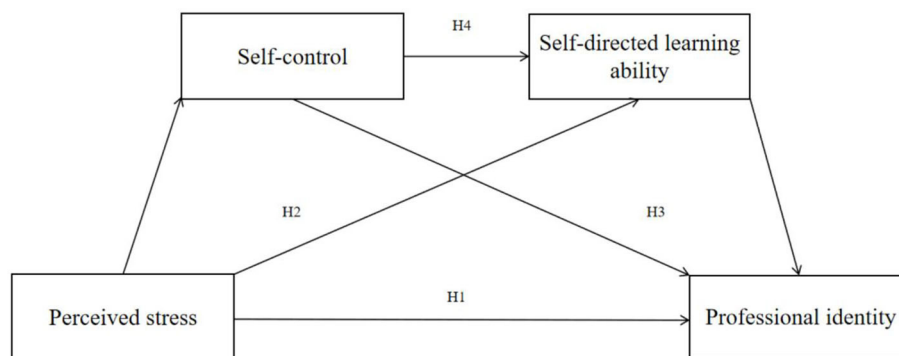 H4
Self-control
Self-directed learning
ability
H2
H3
H1
Perceived stress
Professional identity